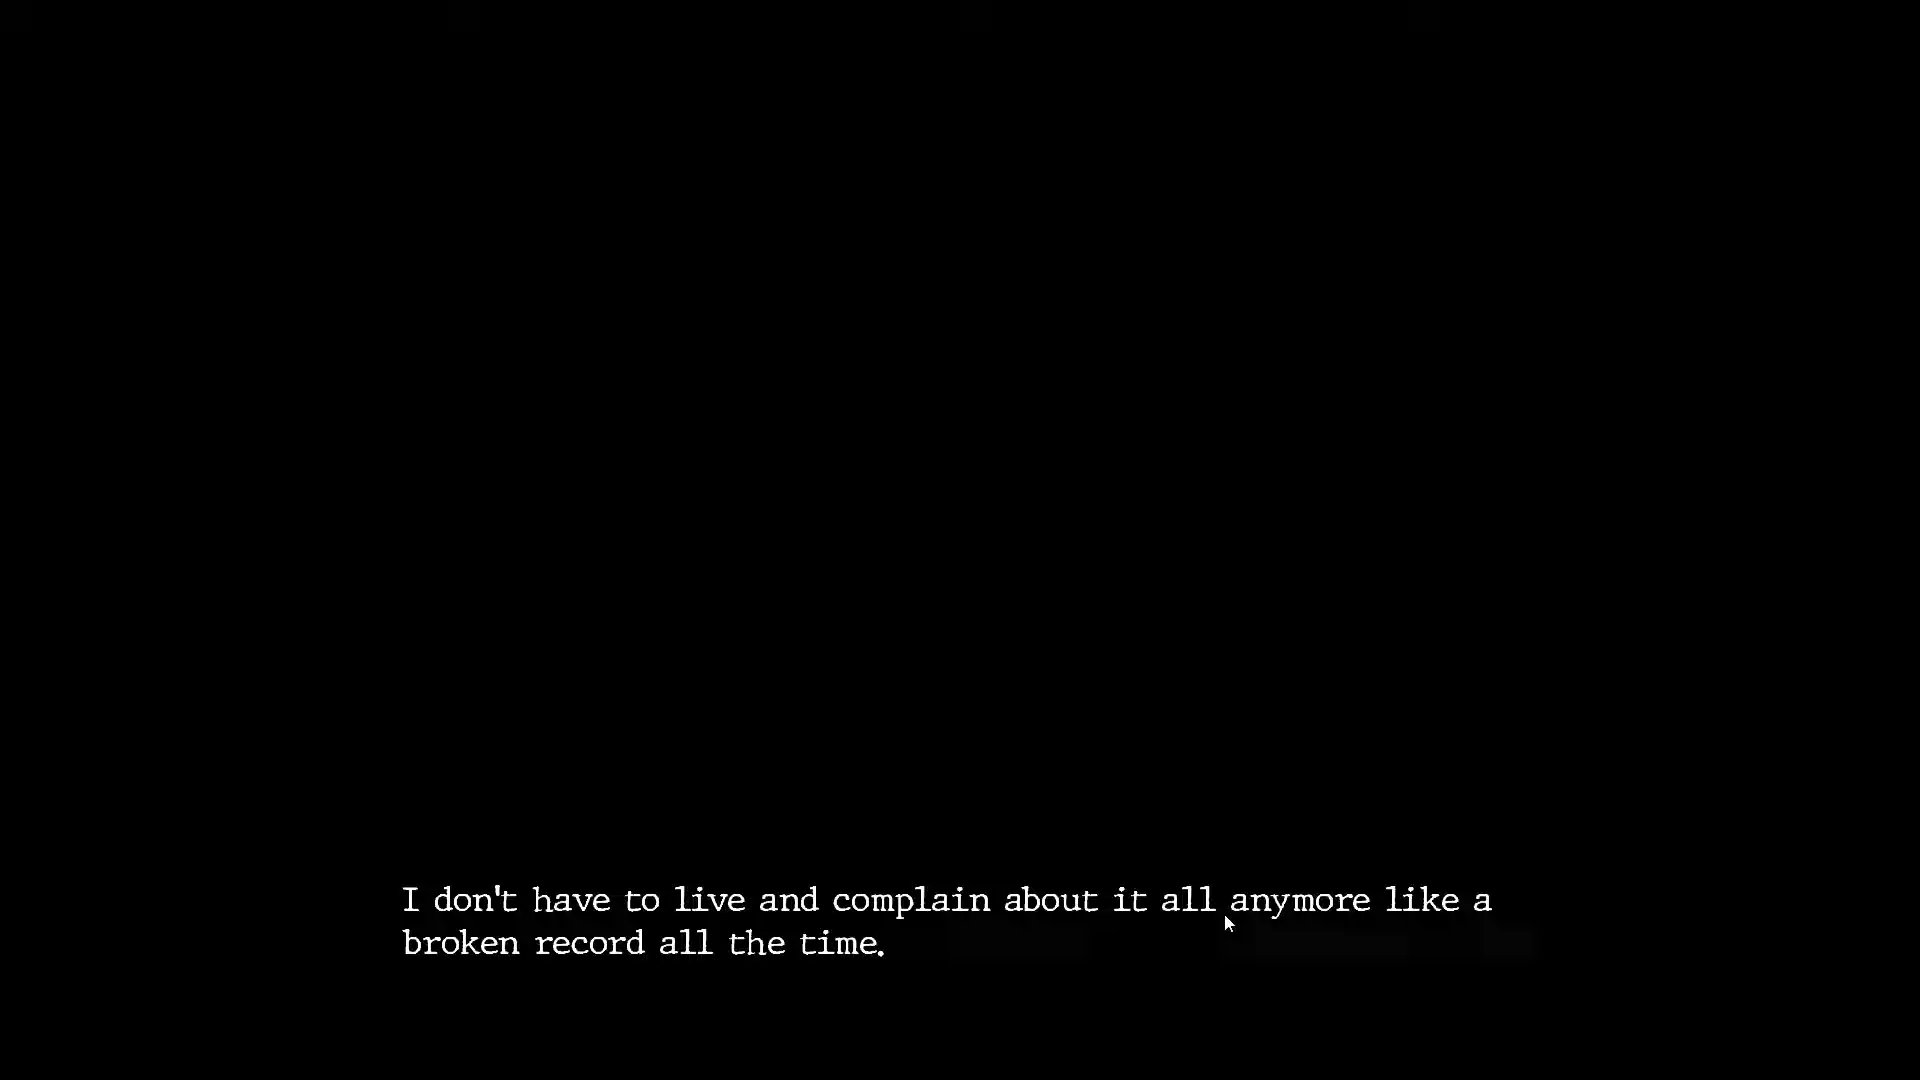 I don't have to live and complain about it all anymore like a
broken record all the time.